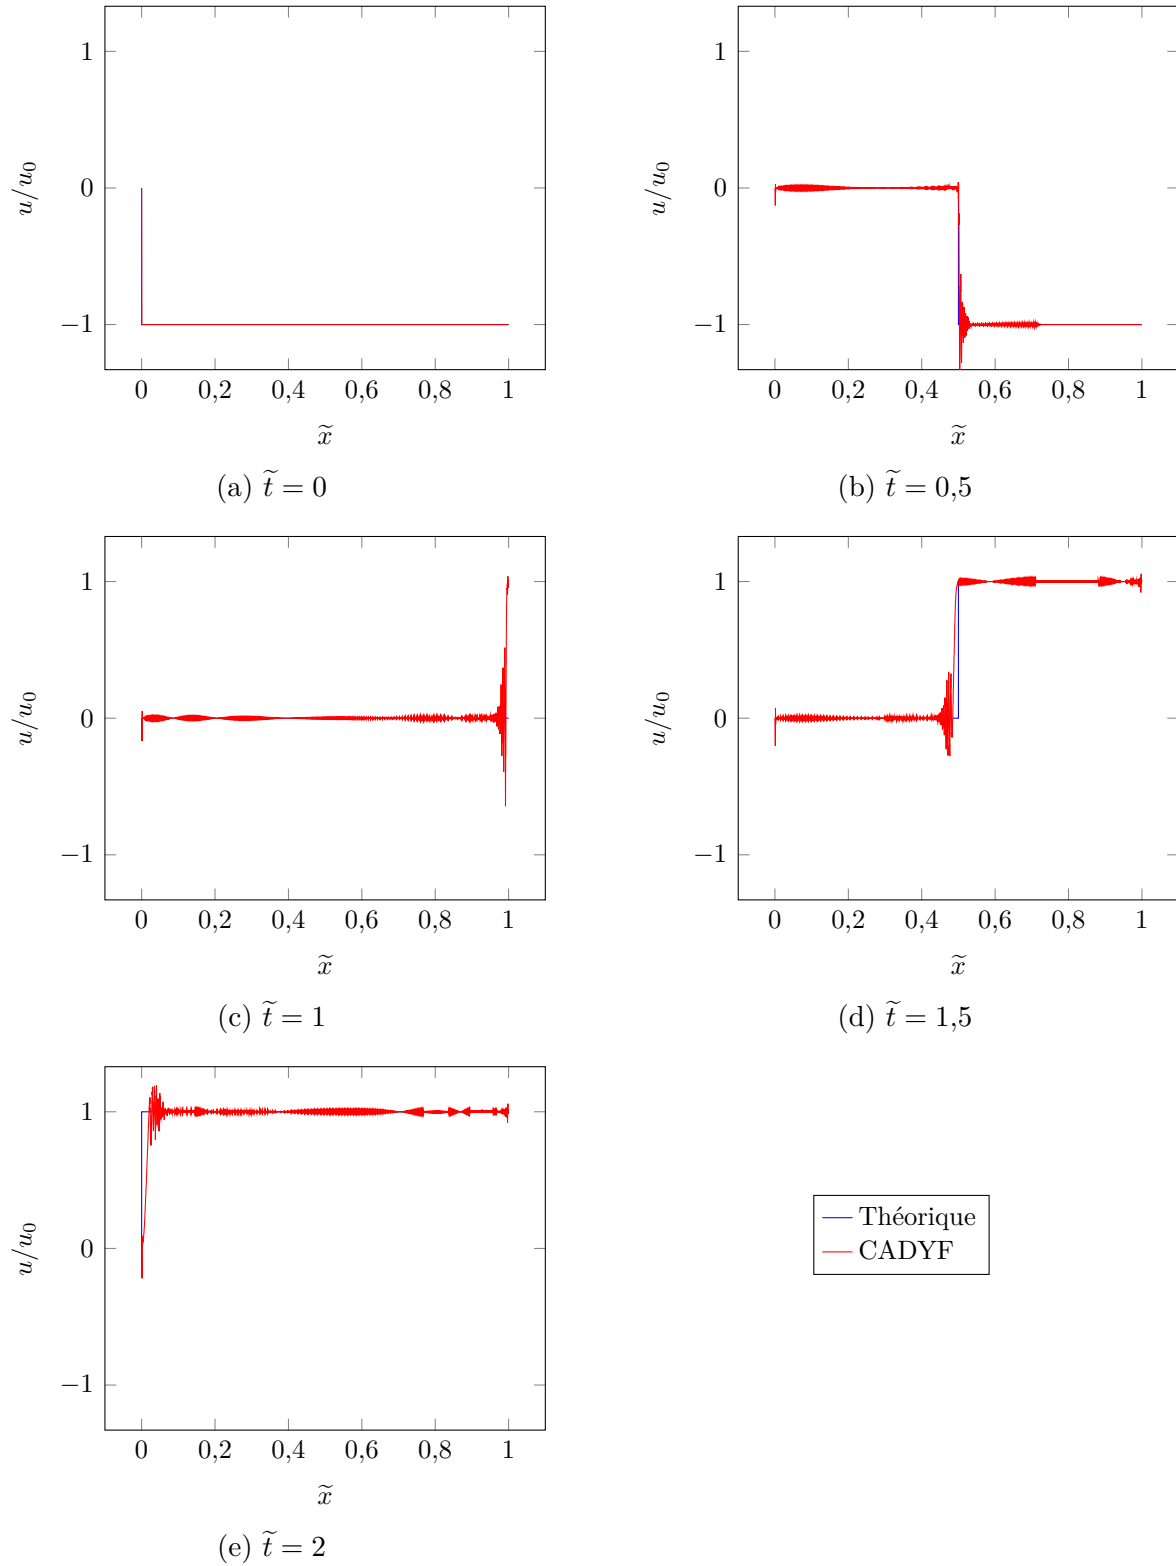 1
0
−1
u/u₀
0 0,2 0,4 0,6 0,8 1
x̃
(a) t̃ = 0
1
0
−1
u/u₀
0 0,2 0,4 0,6 0,8 1
x̃
(b) t̃ = 0,5
1
0
−1
u/u₀
0 0,2 0,4 0,6 0,8 1
x̃
(c) t̃ = 1
1
0
−1
u/u₀
0 0,2 0,4 0,6 0,8 1
x̃
(d) t̃ = 1,5
1
0
−1
u/u₀
0 0,2 0,4 0,6 0,8 1
x̃
(e) t̃ = 2
Théorique
CADYF